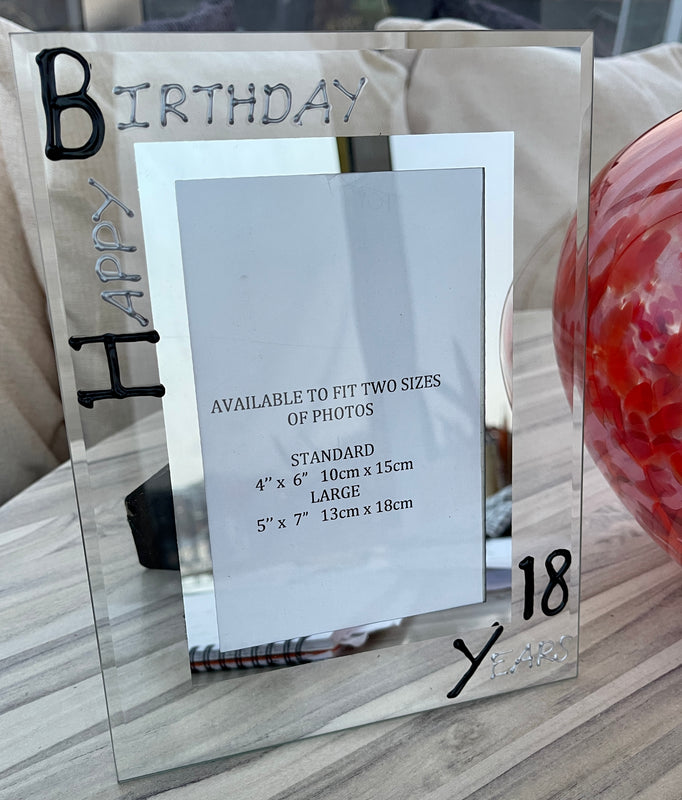 HAPPY
BIRTHDAY
AVAILABLE TO FIT TWO SIZES
OF PHOTOS
STANDARD
4” x 6” 10cm x 15cm
LARGE
5” x 7” 13cm x 18cm
18
YEARS